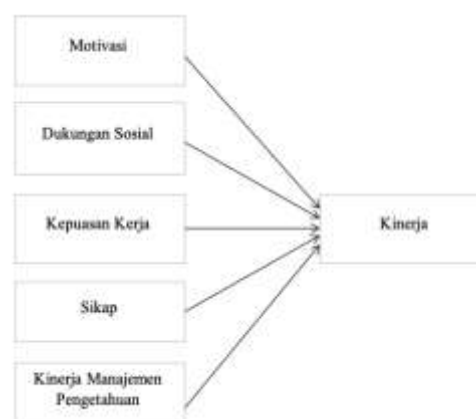 Motivasi
Dukungan Sosial
Kepuasan Kerja
Kinerja
Sikap
Kinerja Manajemen
Pengetahuan